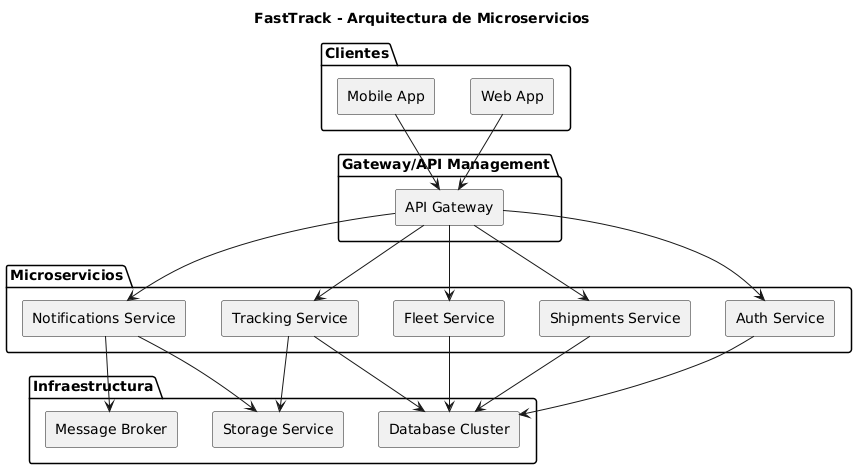 FastTrack - Arquitectura de Microservicios
Clientes
Mobile App
Web App
Gateway/API Management
API Gateway
Microservicios
Notifications Service
Tracking Service
Fleet Service
Shipments Service
Auth Service
Infraestructura
Message Broker
Storage Service
Database Cluster